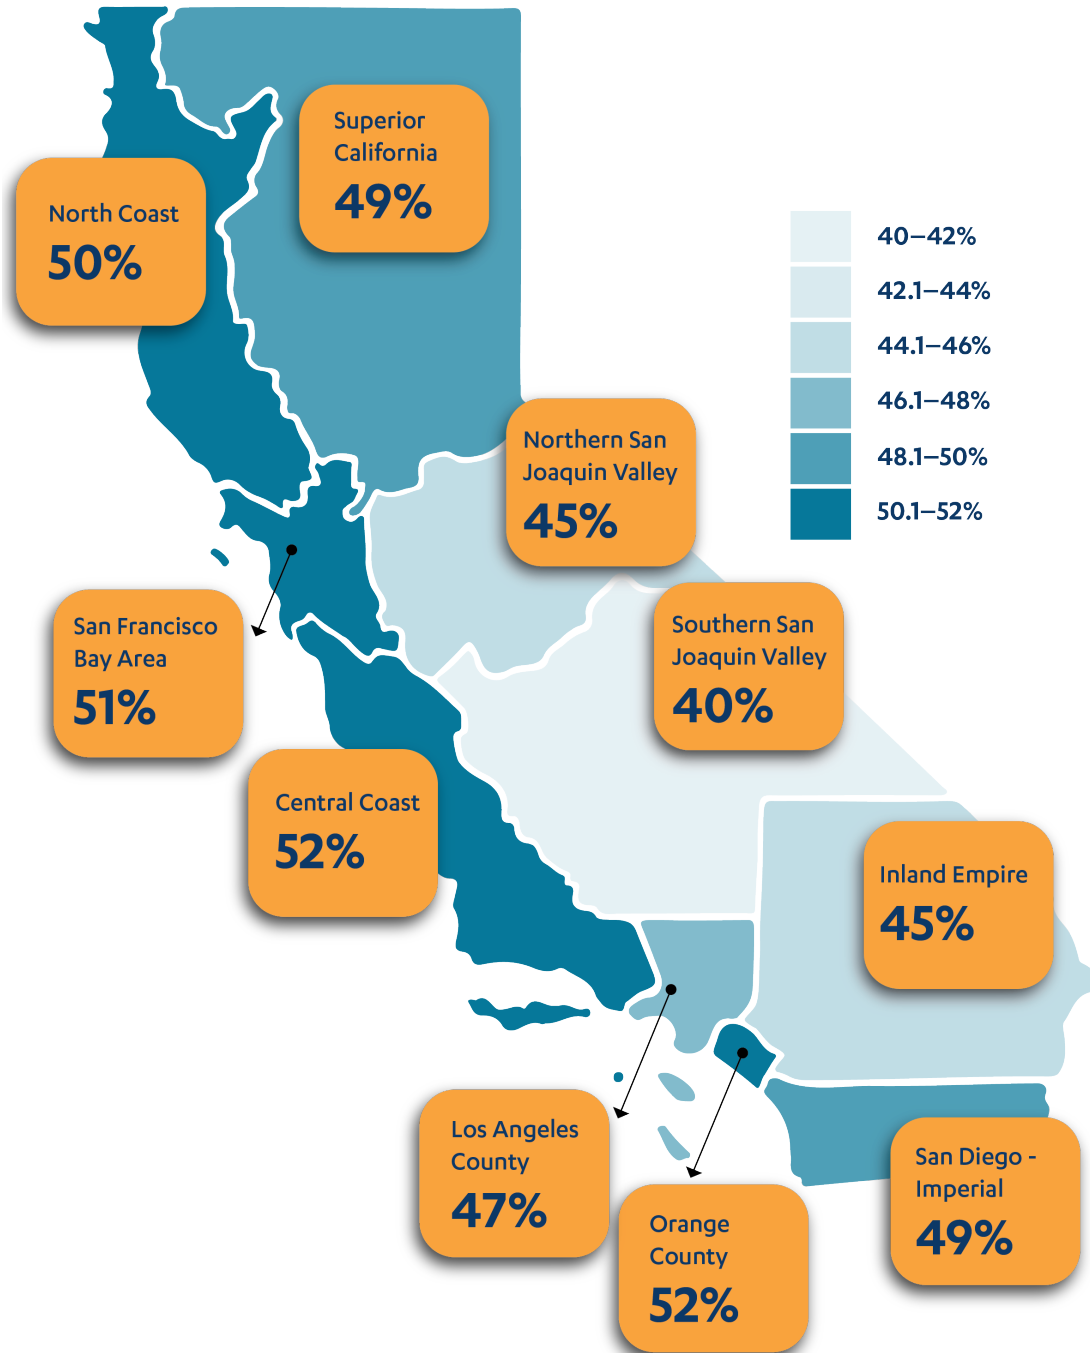 Superior
California
49%
North Coast
50%
40–42%
42.1–44%
44.1–46%
46.1–48%
48.1–50%
50.1–52%
Northern San
Joaquin Valley
45%
San Francisco
Bay Area
51%
Southern San
Joaquin Valley
40%
Central Coast
52%
Inland Empire
45%
Los Angeles
County
47%
Orange
County
52%
San Diego -
Imperial
49%